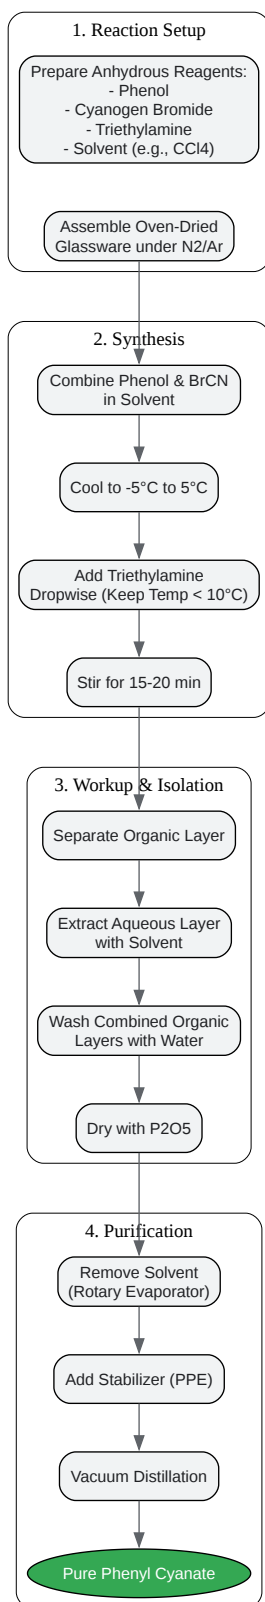 1. Reaction Setup
Prepare Anhydrous Reagents:
- Phenol
- Cyanogen Bromide
- Triethylamine
- Solvent (e.g., CCl4)
Assemble Oven-Dried
Glassware under N2/Ar
2. Synthesis
Combine Phenol & BrCN
in Solvent
Cool to -5°C to 5°C
Add Triethylamine
Dropwise (Keep Temp < 10°C)
Stir for 15-20 min
3. Workup & Isolation
Separate Organic Layer
Extract Aqueous Layer
with Solvent
Wash Combined Organic
Layers with Water
Dry with P2O5
4. Purification
Remove Solvent
(Rotary Evaporator)
Add Stabilizer (PPE)
Vacuum Distillation
Pure Phenyl Cyanate